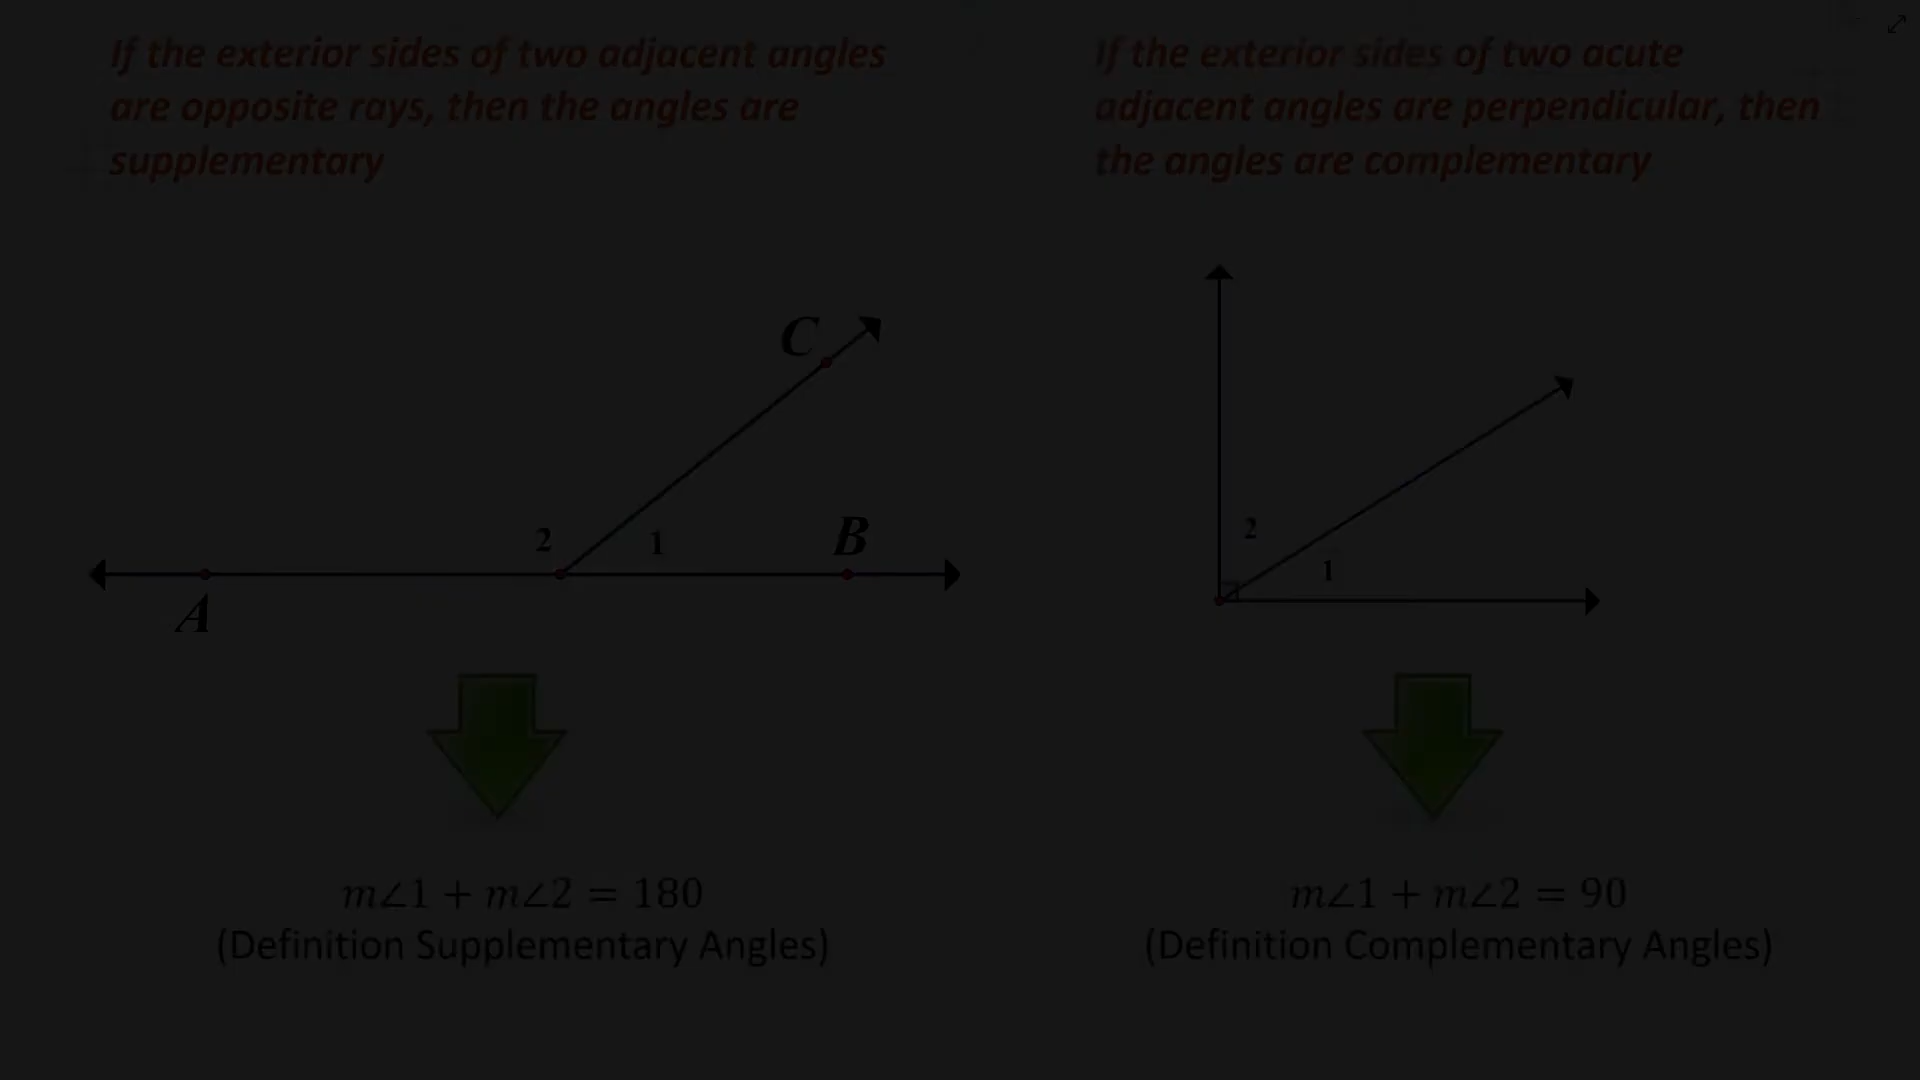 If the exterior sides of two adjacent angles
are opposite rays, then the angles are
supplementary
C
2
1
B
A
m∠1 + m∠2 = 180
(Definition Supplementary Angles)
If the exterior sides of two acute
adjacent angles are perpendicular, then
the angles are complementary
2
1
m∠1 + m∠2 = 90
(Definition Complementary Angles)